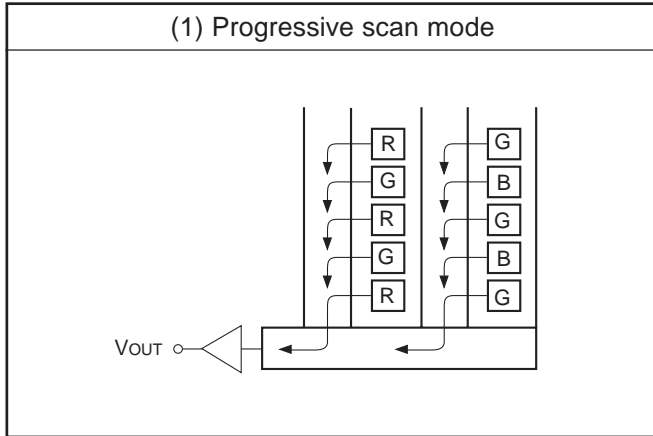 (1) Progressive scan mode
R G
G B
R G
G B
R G
VOUT